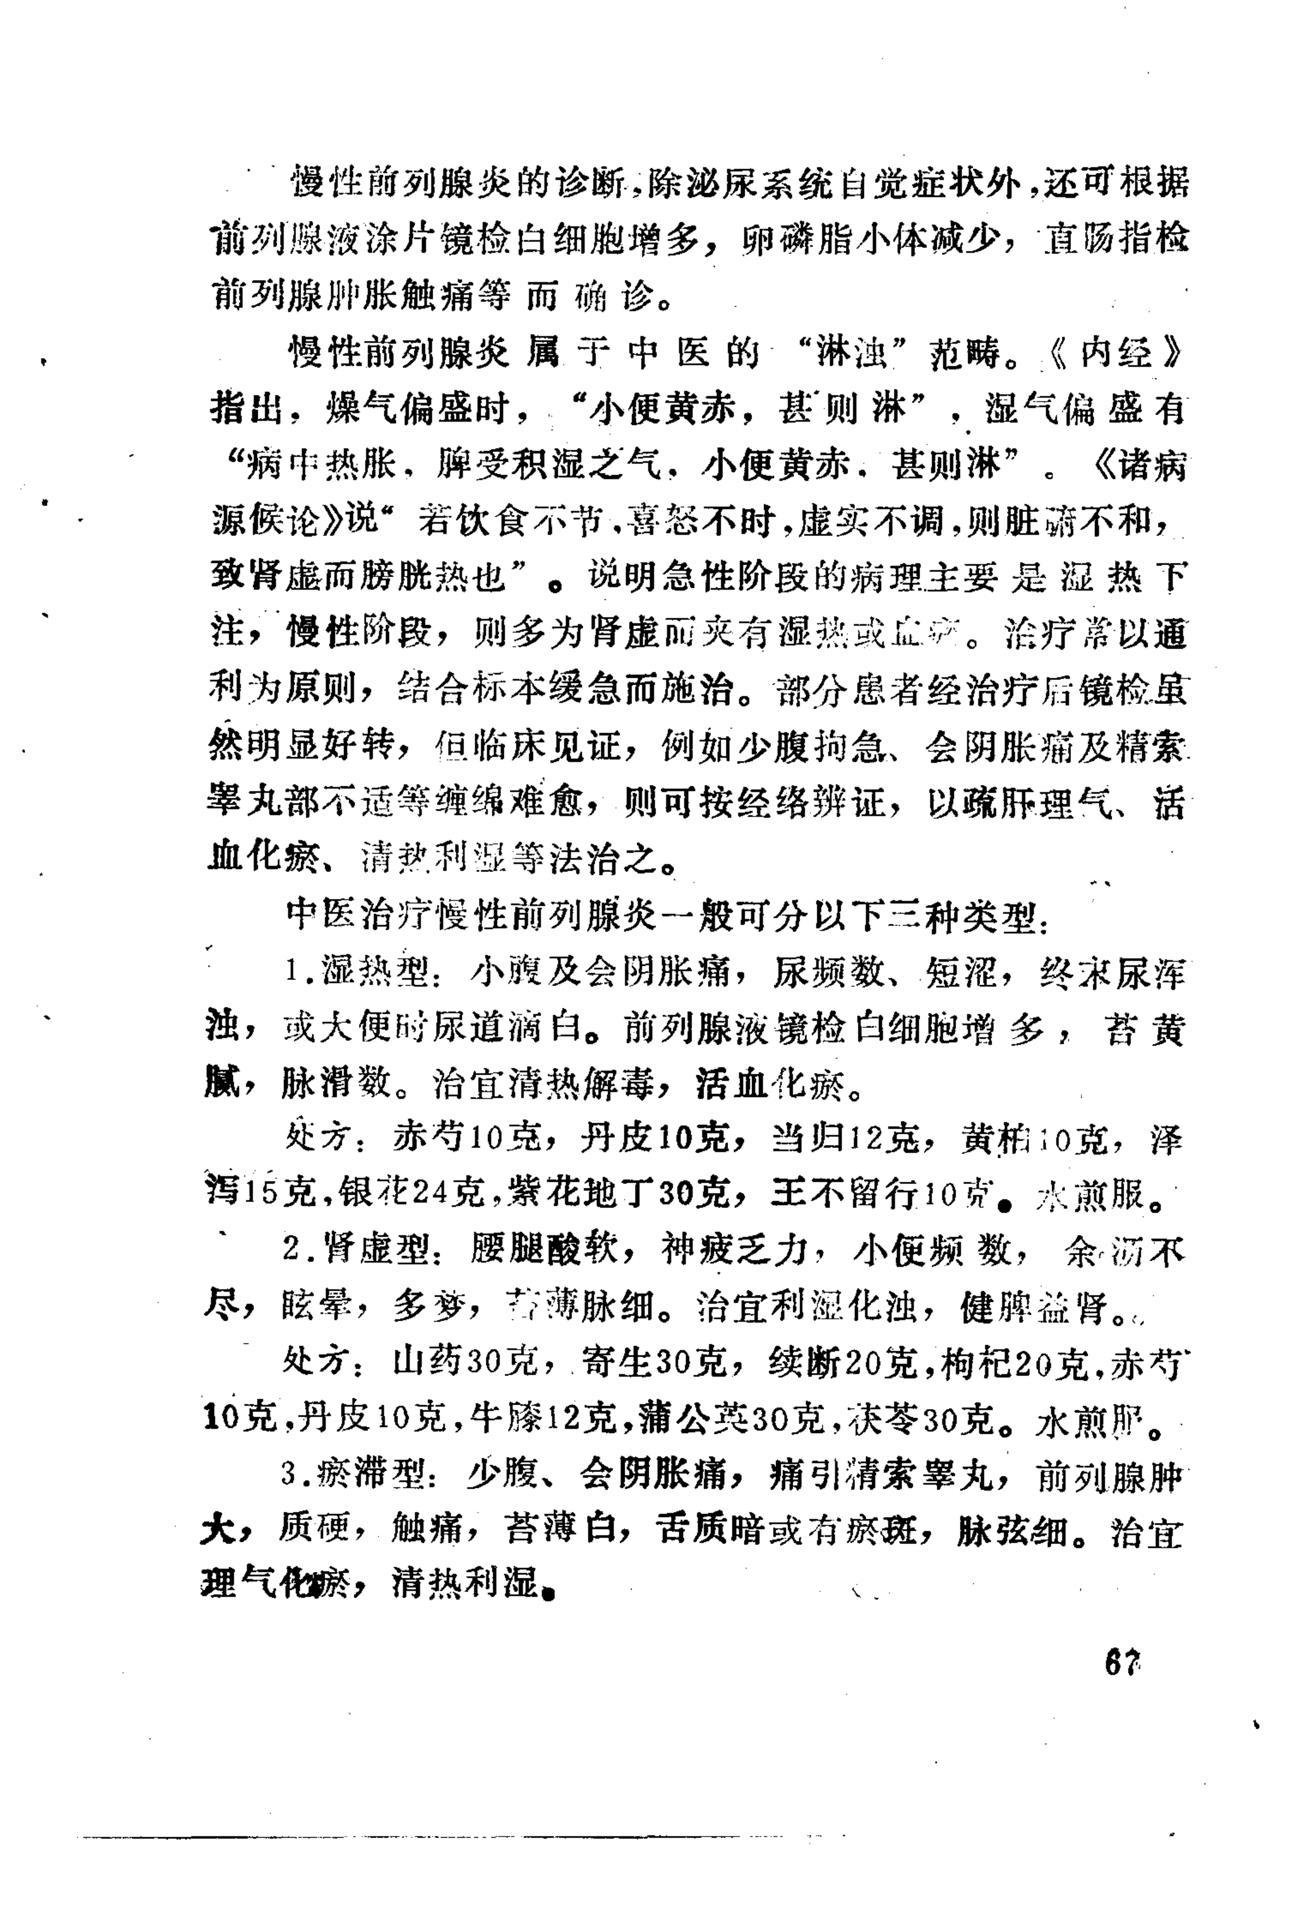 慢性前列腺炎的诊断,除泌尿系统自觉症状外,还可根据
前列腺液涂片镜检白细胞增多，卵磷脂小体减少，直肠指检
前列腺肿胀触痛等而确诊。
慢性前列腺炎属于中医的“淋浊”范畴。《内经》
指出，燥气偏盛时，“小便黄赤，甚则淋”，湿气偏盛有
“病中热胀，脾受积湿之气，小便黄赤，甚则淋”。《诸病
源候论》说“若饮食不节,喜怒不时,虚实不调,则脏腑不和，
致肾虚而膀胱热也”。说明急性阶段的病理主要是湿热下
注，慢性阶段，则多为肾虚而夹有湿热或血瘀。治疗常以通
利为原则，结合标本缓急而施治。部分患者经治疗后镜检虽
然明显好转，但临床见证，例如少腹拘急、会阴胀痛及精索
睾丸部不适等缠绵难愈，则可按经络辨证，以疏肝理气、活
血化瘀、清热利湿等法治之。
中医治疗慢性前列腺炎一般可分以下三种类型：
1.湿热型：小腹及会阴胀痛，尿频数、短涩，终末尿浑
浊，或大便时尿道滴白。前列腺液镜检白细胞增多，苔黄
腻，脉滑数。治宜清热解毒，活血化瘀。
处方：赤芍10克，丹皮10克，当归12克，黄柏10克，泽
泻15克,银花24克,紫花地丁30克，王不留行10克。水煎服。
2.肾虚型：腰腿酸软，神疲乏力，小便频数，余沥不
尽，眩晕，多梦，苔薄脉细。治宜利湿化浊，健脾益肾。
处方：山药30克，寄生30克，续断20克,枸杞20克,赤芍
10克,丹皮10克,牛膝12克,蒲公英30克,茯苓30克。水煎服。
3.瘀滞型：少腹、会阴胀痛，痛引精索睾丸，前列腺肿
大，质硬，触痛，苔薄白，舌质暗或有瘀斑，脉弦细。治宜
理气化瘀，清热利湿。
67